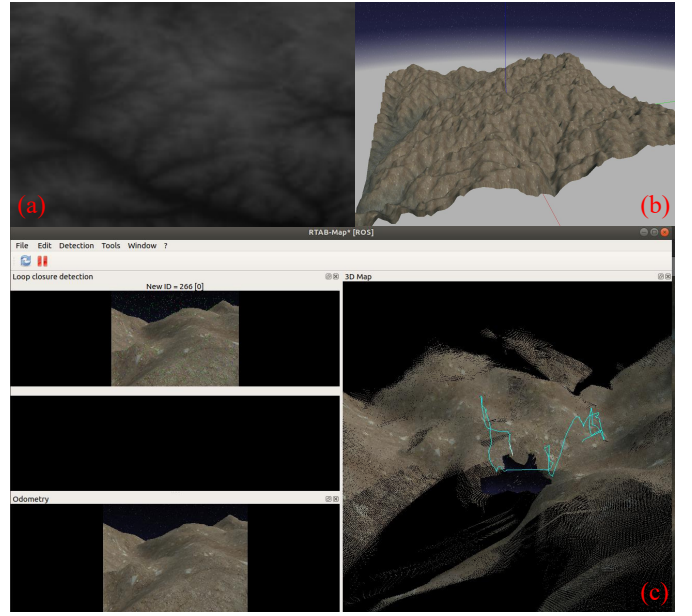 (a)
(b)
RTAB-Map* [ROS]
File Edit Detection Tools Window ?
Loop closure detection
New ID = 266 [0]
3D Map
Odometry
(c)